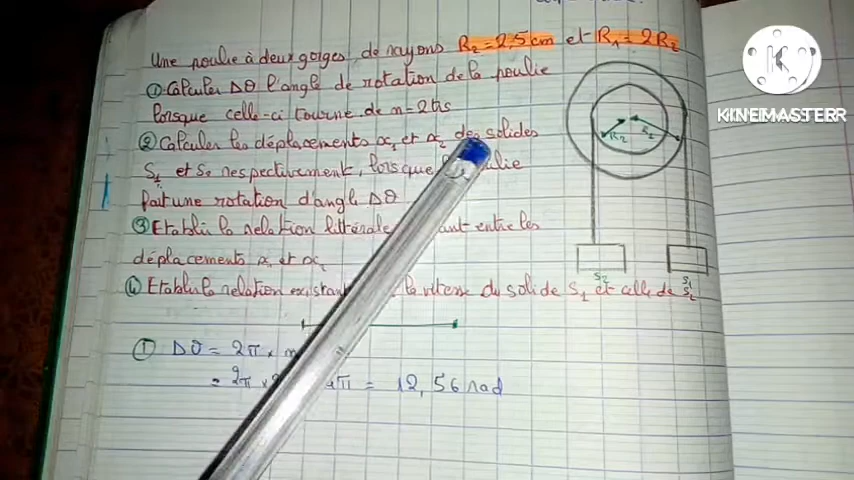 Une poulie à deux gorges, de rayons R₂ = 2,5 cm et R₁ = 2R₂
① Calculer Δθ l'angle de rotation de la poulie
lorsque celle-ci tourne de n = 2 trs
② Calculer les déplacements x₁ et x₂ des solides
S₁ et S₂ respectivement, lorsque poulie
fait une rotation d'angle Δθ
③ Etablir la relation littérale entre les
déplacements x₁ et x₂
④ Etablir la relation existant la vitesse du solide S₁ et celle de S₂
R₂
S₂
S₁
① Δθ = 2π ×
= 2π × 4π = 12,56 rad
KINEMASTER